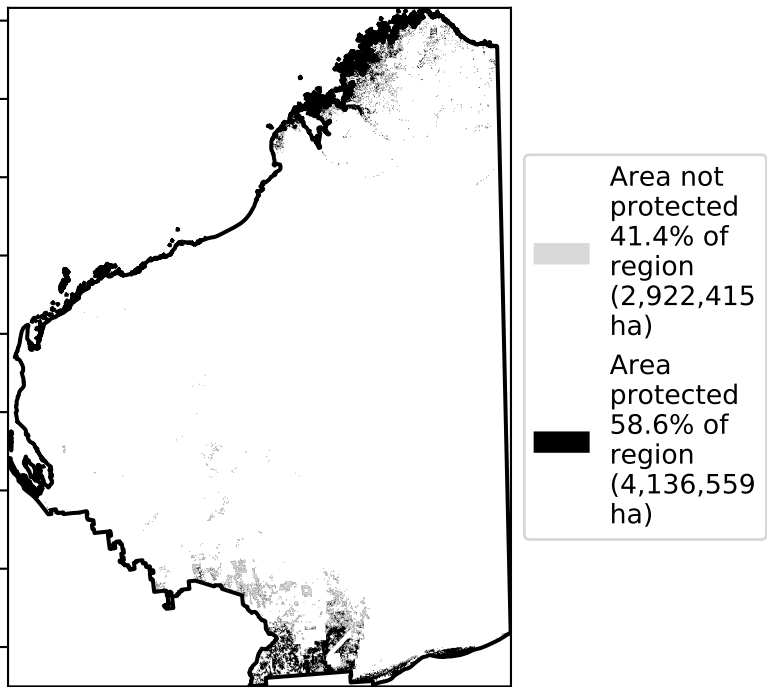 Area not
protected
41.4% of
region
(2,922,415
ha)
Area
protected
58.6% of
region
(4,136,559
ha)